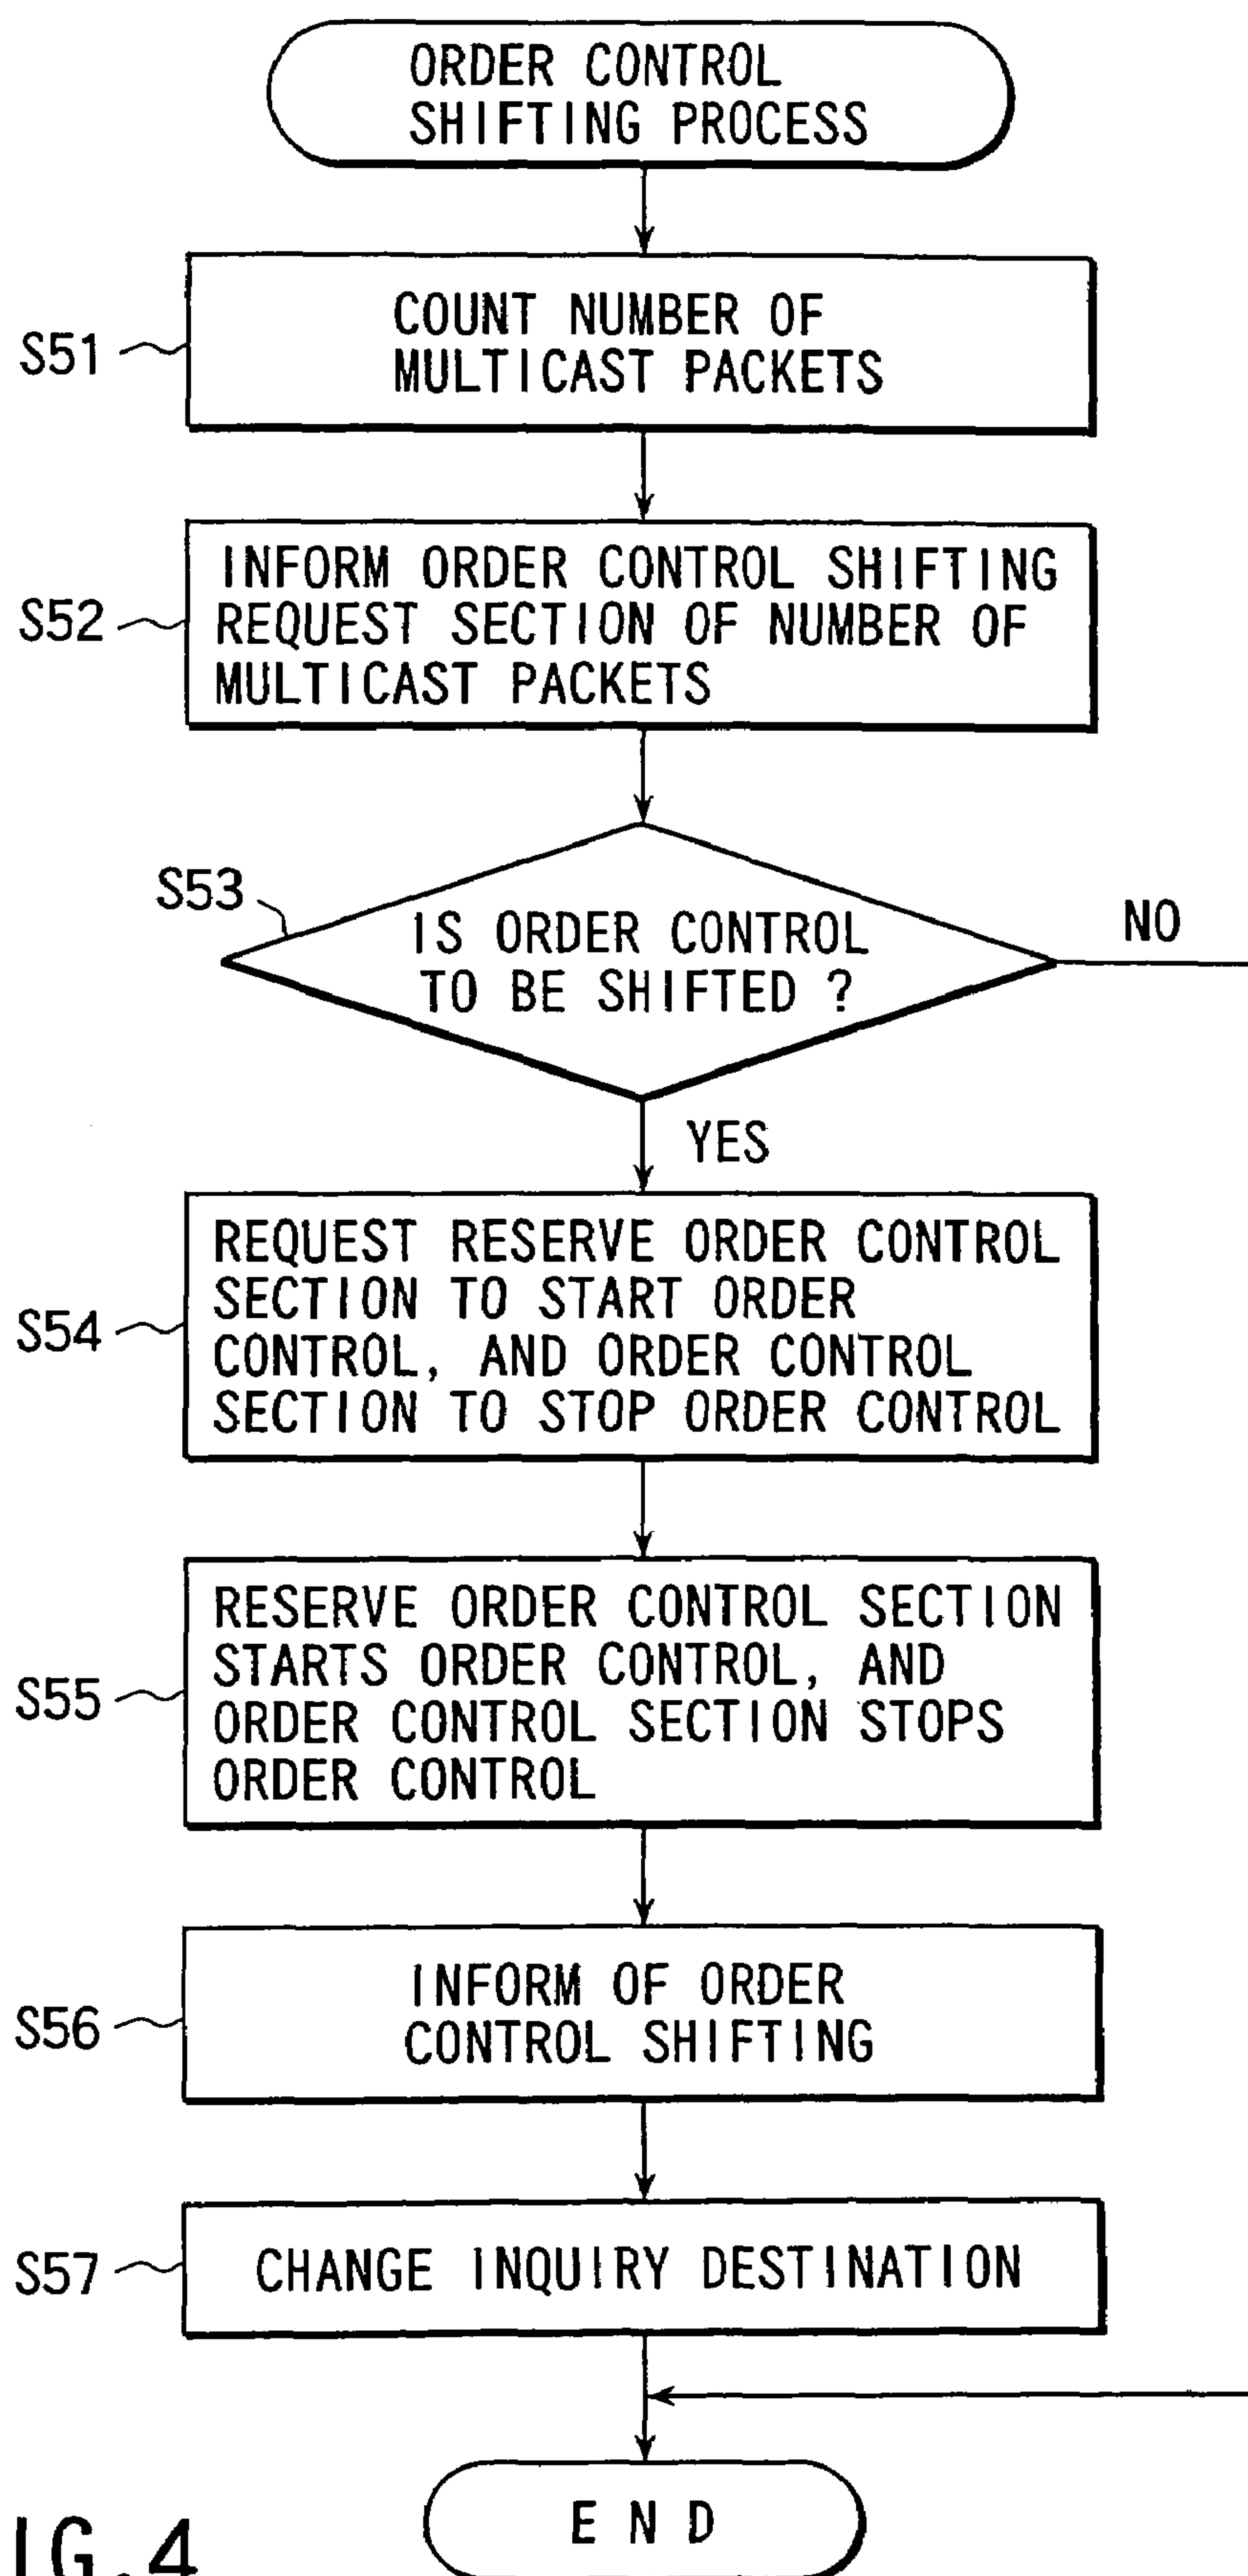 ORDER CONTROL
SHIFTING PROCESS
S51
COUNT NUMBER OF
MULTICAST PACKETS
S52
INFORM ORDER CONTROL SHIFTING
REQUEST SECTION OF NUMBER OF
MULTICAST PACKETS
S53
IS ORDER CONTROL
TO BE SHIFTED ?
NO
YES
S54
REQUEST RESERVE ORDER CONTROL
SECTION TO START ORDER
CONTROL, AND ORDER CONTROL
SECTION TO STOP ORDER CONTROL
S55
RESERVE ORDER CONTROL SECTION
STARTS ORDER CONTROL, AND
ORDER CONTROL SECTION STOPS
ORDER CONTROL
S56
INFORM OF ORDER
CONTROL SHIFTING
S57
CHANGE INQUIRY DESTINATION
END
IG.4